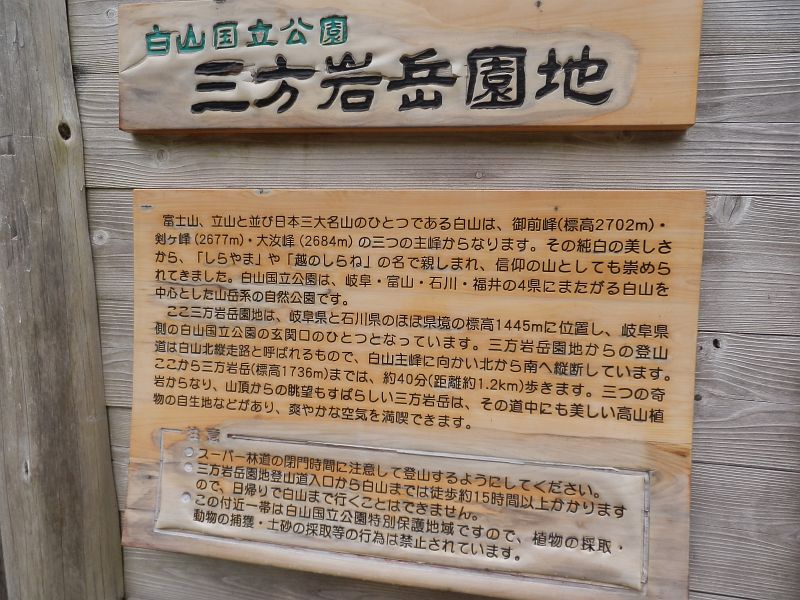 白山国立公園
三方岩岳園地
富士山、立山と並び日本三大名山のひとつである白山は、御前峰(標高2702m)・
剣ヶ峰(2677m)・大汝峰(2684m)の三つの主峰からなります。その純白の美しさ
から、「しらやま」や「越のしらね」の名で親しまれ、信仰の山としても崇めら
れてきました。白山国立公園は、岐阜・富山・石川・福井の4県にまたがる白山を
中心とした山岳系の自然公園です。
ここ三方岩岳園地は、岐阜県と石川県のほぼ県境の標高1445mに位置し、岐阜県
側の白山国立公園の玄関口のひとつとなっています。三方岩岳園地からの登山
道は白山北縦走路と呼ばれるもので、白山主峰に向かい北から南へ縦断しています。
ここから三方岩岳(標高1736m)までは、約40分(距離約1.2km)歩きます。三つの奇
岩からなり、山頂からの眺望もすばらしい三方岩岳は、その道中にも美しい高山植
物の自生地などがあり、爽やかな空気を満喫できます。
注意
スーパー林道の閉門時間に注意して登山するようにしてください。
三方岩岳園地登山道入口から白山までは徒歩約15時間以上かかります
ので、日帰りで白山まで行くことはできません。
この付近一帯は白山国立公園特別保護地域ですので、植物の採取・
動物の捕獲・土砂の採取等の行為は禁止されています。